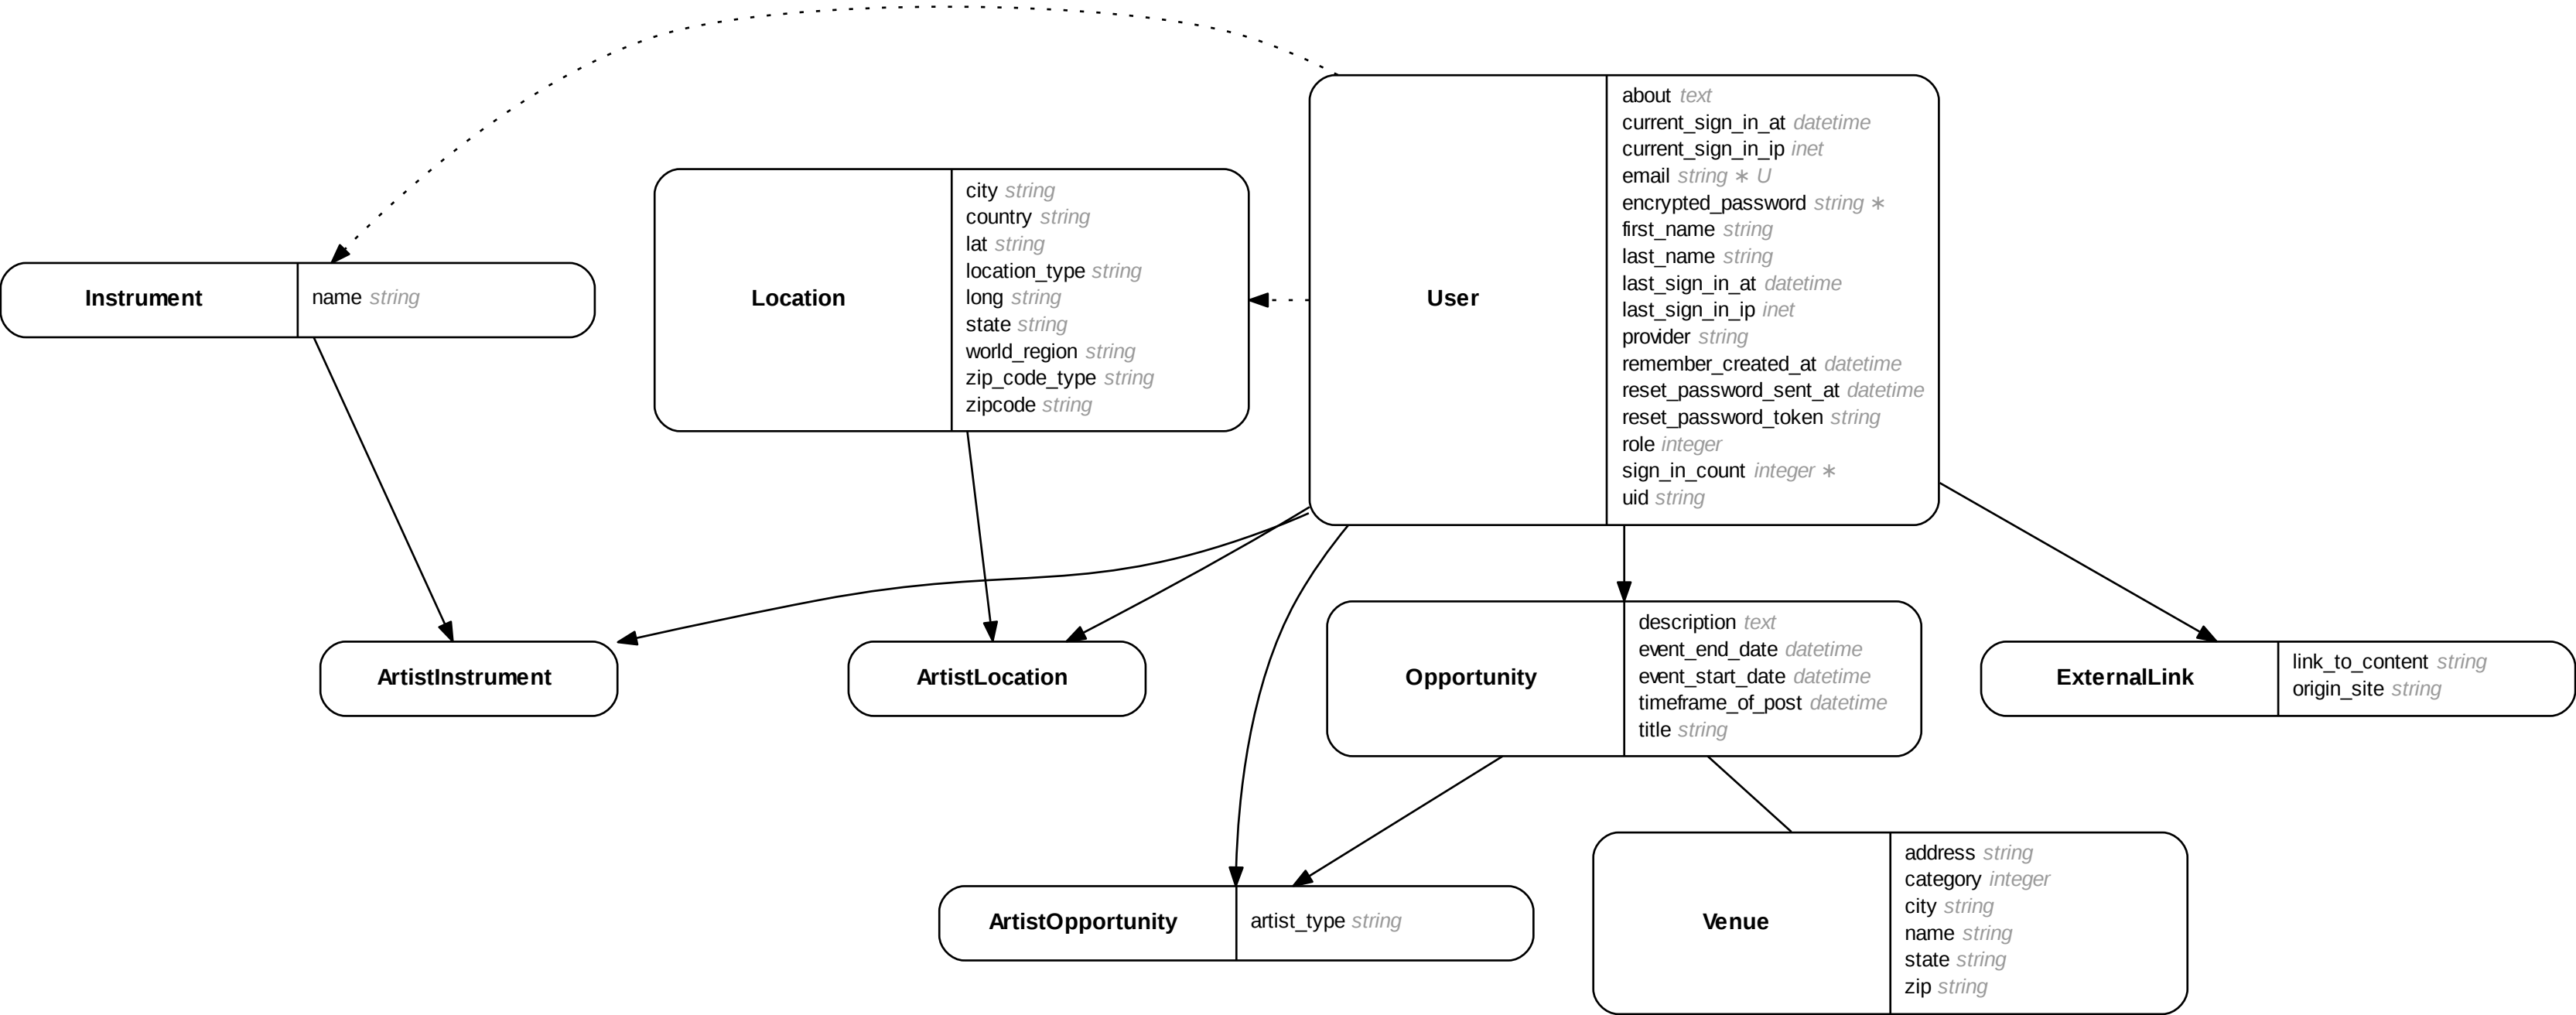 Instrument
name string
Location
city string
country string
lat string
location_type string
long string
state string
world_region string
zip_code_type string
zipcode string
User
about text
current_sign_in_at datetime
current_sign_in_ip inet
email string ∗ U
encrypted_password string ∗
first_name string
last_name string
last_sign_in_at datetime
last_sign_in_ip inet
provider string
remember_created_at datetime
reset_password_sent_at datetime
reset_password_token string
role integer
sign_in_count integer ∗
uid string
ArtistInstrument
ArtistLocation
Opportunity
description text
event_end_date datetime
event_start_date datetime
timeframe_of_post datetime
title string
ExternalLink
link_to_content string
origin_site string
ArtistOpportunity
artist_type string
Venue
address string
category integer
city string
name string
state string
zip string